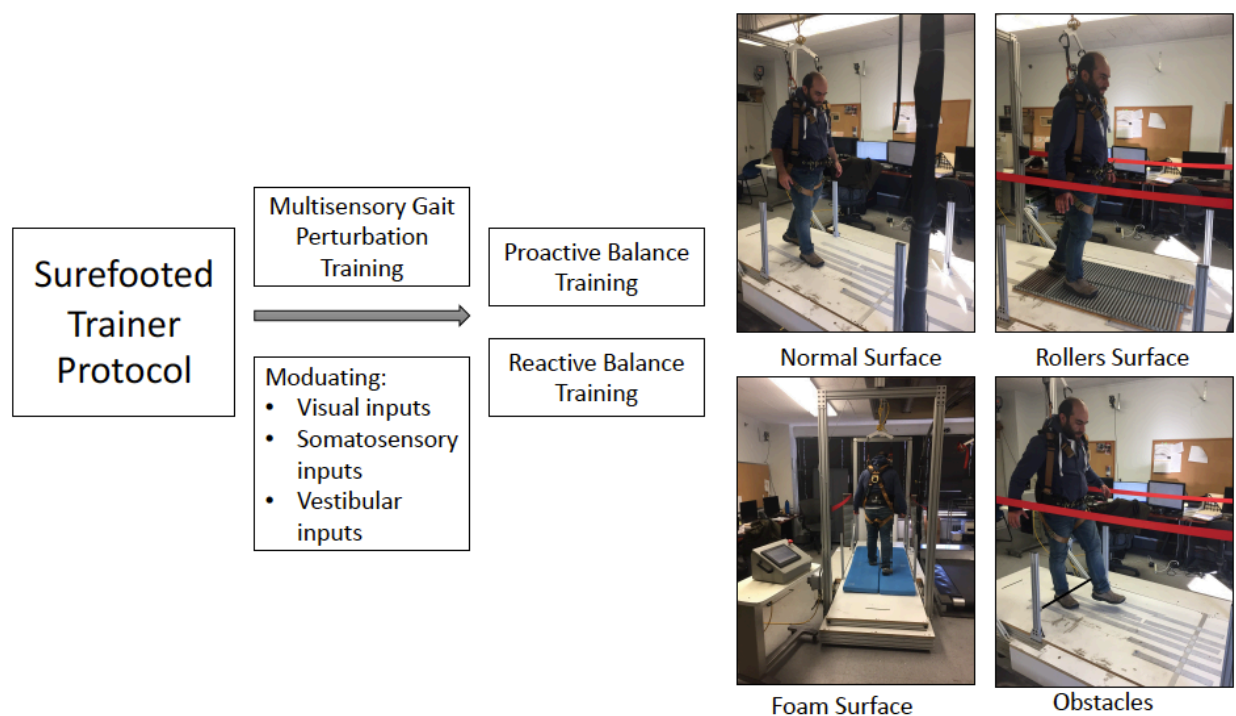 Surefooted
Trainer
Protocol
Multisensory Gait
Perturbation
Training
Moduating:
• Visual inputs
• Somatosensory
inputs
• Vestibular
inputs
Proactive Balance
Training
Reactive Balance
Training
Normal Surface
Rollers Surface
Foam Surface
Obstacles